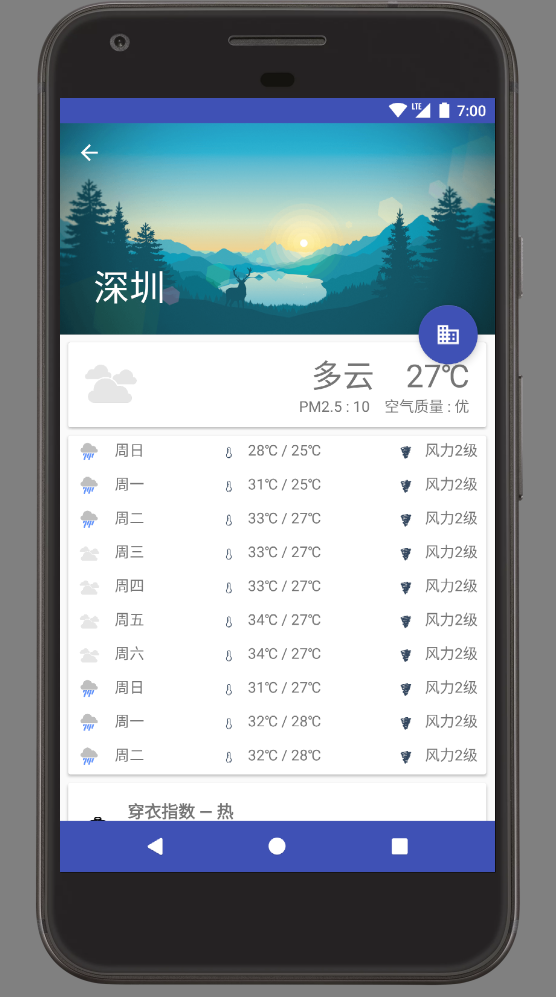 LTE 7:00
深圳
多云 27℃
PM2.5 : 10 空气质量 : 优
周日 28℃ / 25℃ 风力2级
周一 31℃ / 25℃ 风力2级
周二 33℃ / 27℃ 风力2级
周三 33℃ / 27℃ 风力2级
周四 33℃ / 27℃ 风力2级
周五 34℃ / 27℃ 风力2级
周六 34℃ / 27℃ 风力2级
周日 31℃ / 27℃ 风力2级
周一 32℃ / 28℃ 风力2级
周二 32℃ / 28℃ 风力2级
穿衣指数 — 热